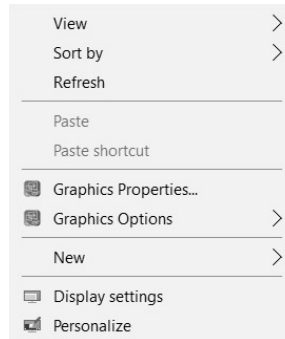 View
Sort by
Refresh
Paste
Paste shortcut
Graphics Properties...
Graphics Options
New
Display settings
Personalize